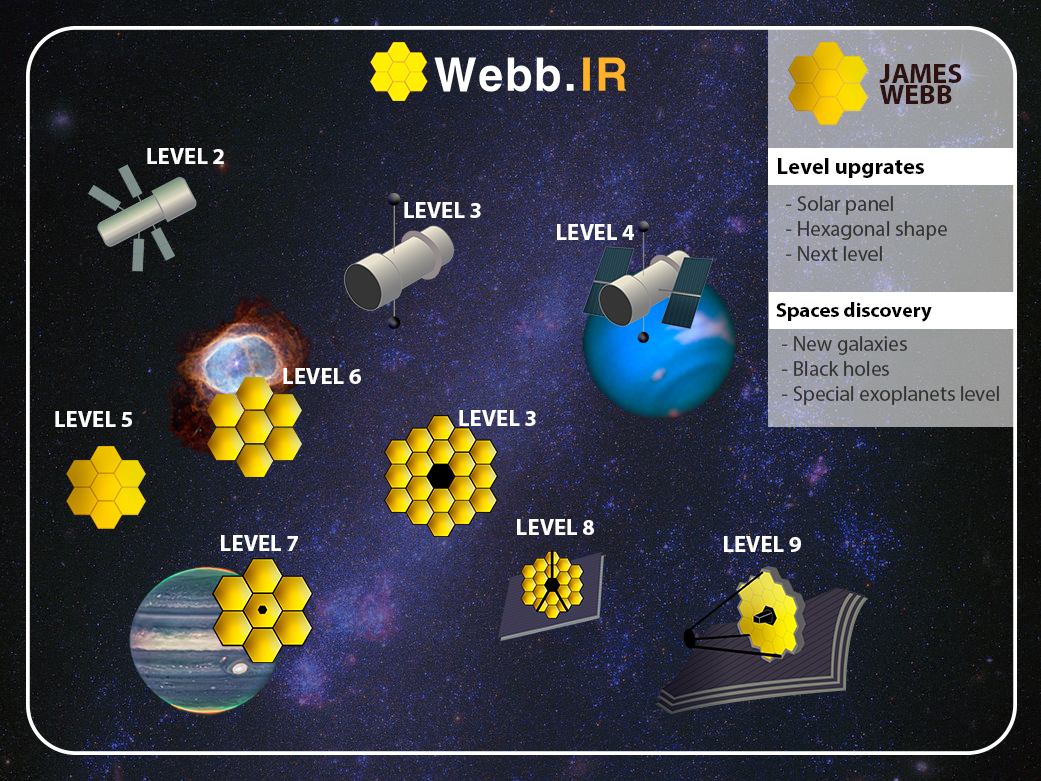 Webb.IR
JAMES
WEBB
LEVEL 2
Level upgrates
- Solar panel
- Hexagonal shape
- Next level
LEVEL 3
LEVEL 4
Spaces discovery
- New galaxies
- Black holes
- Special exoplanets level
LEVEL 6
LEVEL 5
LEVEL 3
LEVEL 8
LEVEL 7
LEVEL 9